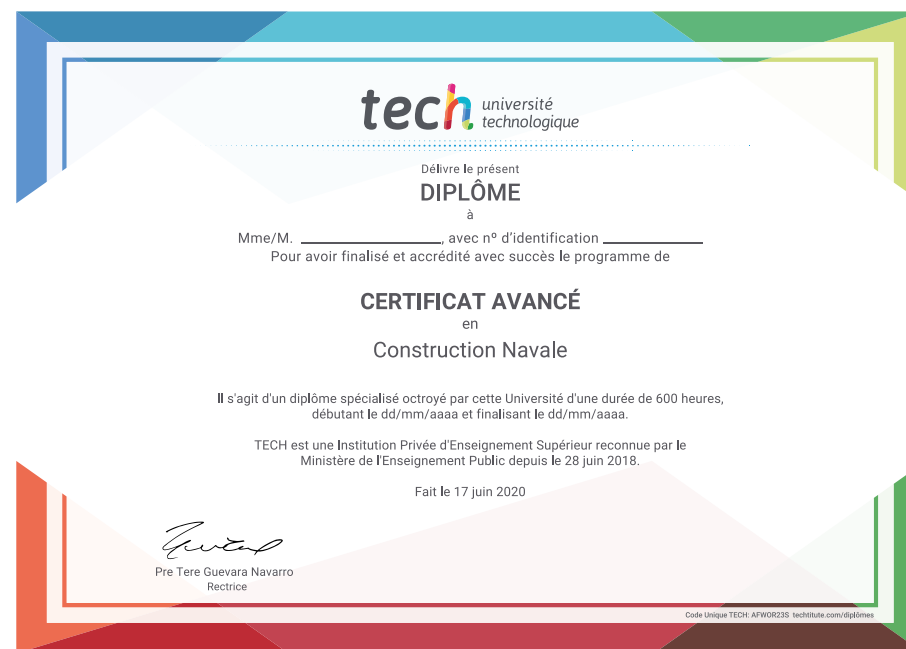 tech université
technologique
Délivre le présent
DIPLÔME
à
Mme/M. ____________________, avec nº d'identification ______________
Pour avoir finalisé et accrédité avec succès le programme de
CERTIFICAT AVANCÉ
en
Construction Navale
Il s'agit d'un diplôme spécialisé octroyé par cette Université d'une durée de 600 heures,
débutant le dd/mm/aaaa et finalisant le dd/mm/aaaa.
TECH est une Institution Privée d'Enseignement Supérieur reconnue par le
Ministère de l'Enseignement Public depuis le 28 juin 2018.
Fait le 17 juin 2020
Pre Tere Guevara Navarro
Rectrice
Code Unique TECH: AFWOR23S techtitute.com/diplômes